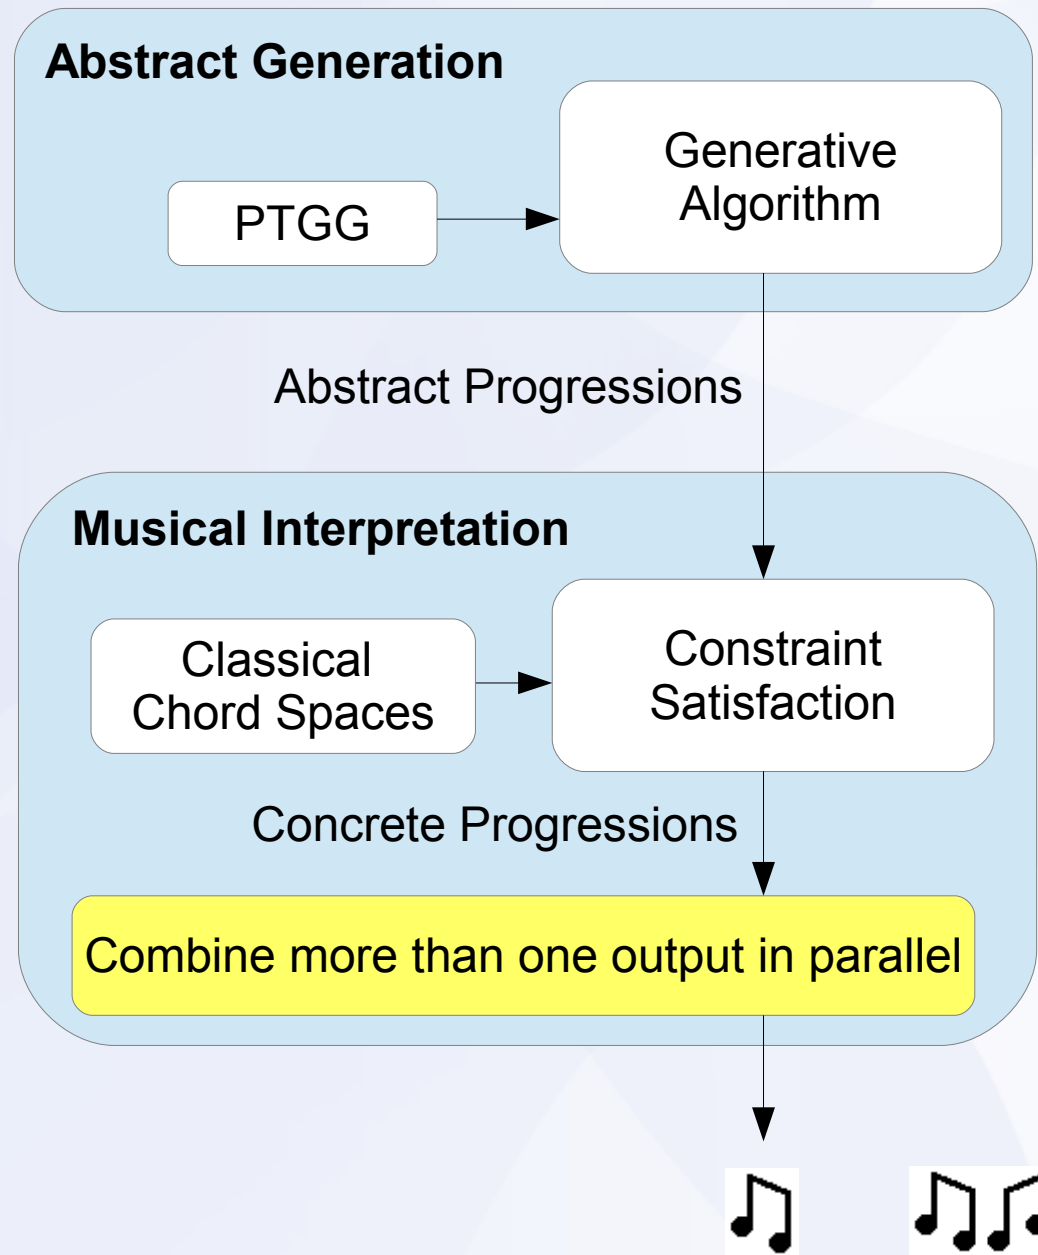 Abstract Generation
Generative
Algorithm
PTGG
Abstract Progressions
Musical Interpretation
Classical
Chord Spaces
Constraint
Satisfaction
Concrete Progressions
Combine more than one output in parallel